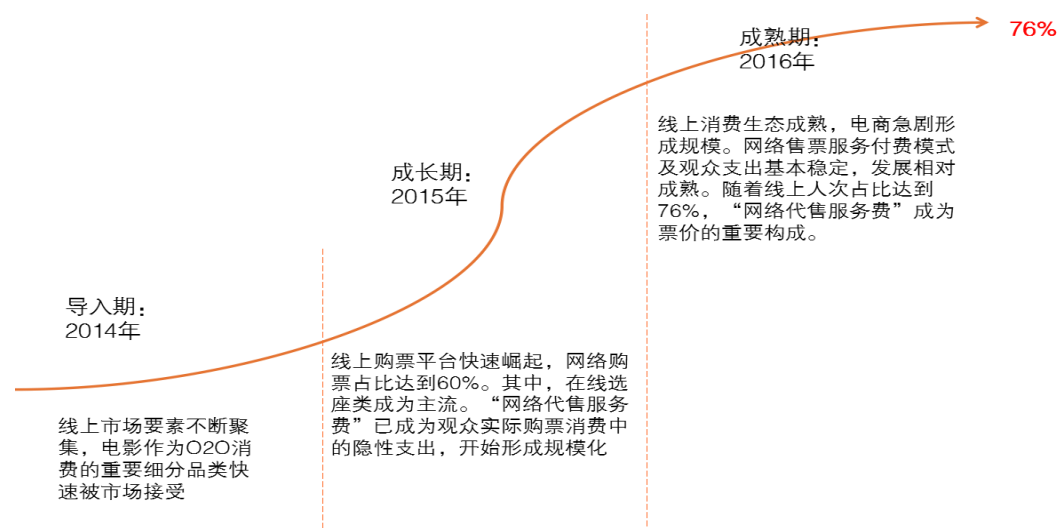 导入期：
2014年
线上市场要素不断聚
集，电影作为O2O消
费的重要细分品类快
速被市场接受
成长期：
2015年
线上购票平台快速崛起，网络购
票占比达到60%。其中，在线选
座类成为主流。“网络代售服务
费”已成为观众实际购票消费中
的隐性支出，开始形成规模化
成熟期：
2016年
线上消费生态成熟，电商急剧形
成规模。网络售票服务付费模式
及观众支出基本稳定，发展相对
成熟。随着线上人次占比达到
76%，“网络代售服务费”成为
票价的重要构成。
76%